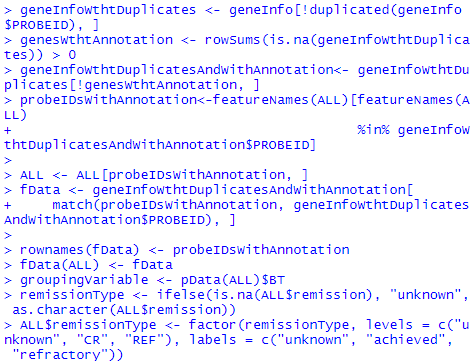 > geneInfoWthtDuplicates <- geneInfo[!duplicated(geneInfo
$PROBEID), ]
> genesWthtAnnotation <- rowSums(is.na(geneInfoWthtDuplica
tes)) > 0
> geneInfoWthtDuplicatesAndWithAnnotation<- geneInfoWthtDu
plicates[!genesWthtAnnotation, ]
> probeIDsWithAnnotation<-featureNames(ALL)[featureNames(A
LL)
+                                           %in% geneInfoW
thtDuplicatesAndWithAnnotation$PROBEID]
>
> ALL <- ALL[probeIDsWithAnnotation, ]
> fData <- geneInfoWthtDuplicatesAndWithAnnotation[
+     match(probeIDsWithAnnotation, geneInfoWthtDuplicates
AndWithAnnotation$PROBEID), ]
>
> rownames(fData) <- probeIDsWithAnnotation
> fData(ALL) <- fData
> groupingVariable <- pData(ALL)$BT
> remissionType <- ifelse(is.na(ALL$remission), "unknown",
as.character(ALL$remission))
> ALL$remissionType <- factor(remissionType, levels = c("u
nknown", "CR", "REF"), labels = c("unknown", "achieved",
"refractory"))